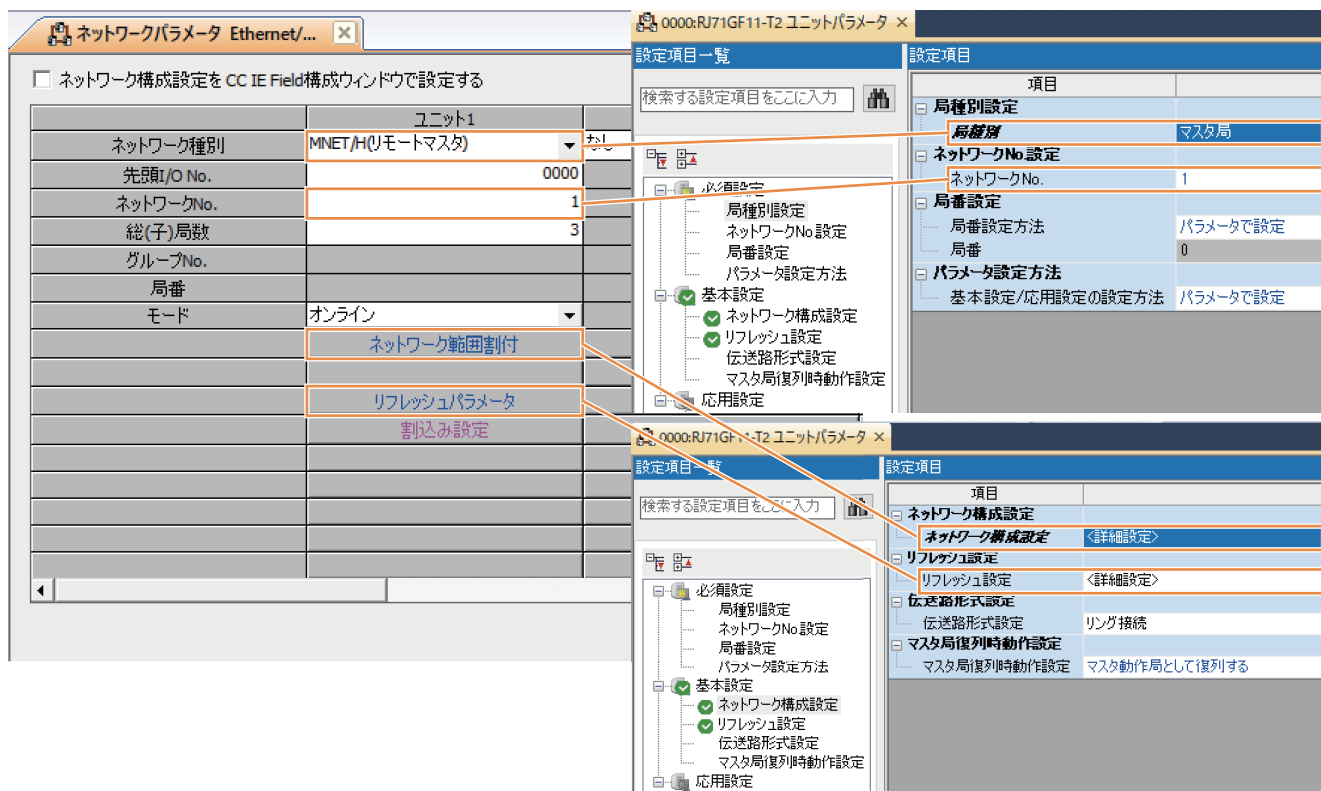 ネットワークパラメータ Ethernet/...
ネットワーク構成設定を CC IE Field構成ウィンドウで設定する
ユニット1
ネットワーク種別 MNET/H(リモートマスタ) なし
先頭I/O No. 0000
ネットワークNo. 1
総(子)局数 3
グループNo.
局番
モード オンライン
ネットワーク範囲割付
リフレッシュパラメータ
割込み設定
0000:RJ71GF11-T2 ユニットパラメータ
設定項目一覧
検索する設定項目をここに入力
必須設定
局種別設定
ネットワークNo設定
局番設定
パラメータ設定方法
基本設定
ネットワーク構成設定
リフレッシュ設定
伝送路形式設定
マスタ局復列時動作設定
応用設定
設定項目
項目
局種別設定
局種別 マスタ局
ネットワークNo設定
ネットワークNo. 1
局番設定
局番設定方法 パラメータで設定
局番 0
パラメータ設定方法
基本設定/応用設定の設定方法 パラメータで設定
0000:RJ71GF11-T2 ユニットパラメータ
設定項目一覧
検索する設定項目をここに入力
必須設定
局種別設定
ネットワークNo設定
局番設定
パラメータ設定方法
基本設定
ネットワーク構成設定
リフレッシュ設定
伝送路形式設定
マスタ局復列時動作設定
応用設定
設定項目
項目
ネットワーク構成設定
ネットワーク構成設定 <詳細設定>
リフレッシュ設定
リフレッシュ設定 <詳細設定>
伝送路形式設定
伝送路形式設定 リング接続
マスタ局復列時動作設定
マスタ局復列時動作設定 マスタ動作局として復列する